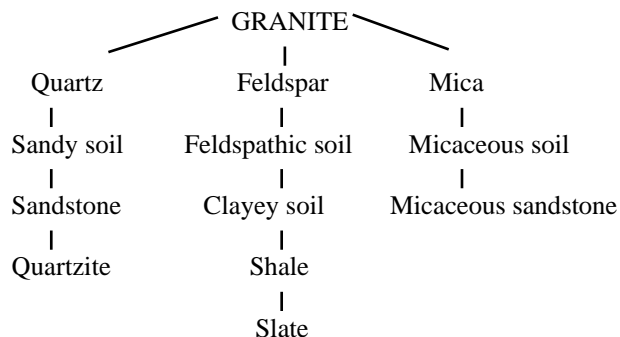 GRANITE
Quartz Feldspar Mica
Sandy soil Feldspathic soil Micaceous soil
Sandstone Clayey soil Micaceous sandstone
Quartzite Shale
Slate